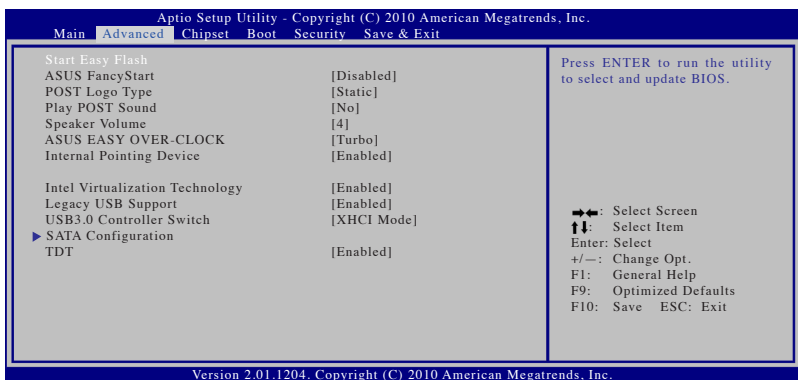 Aptio Setup Utility - Copyright (C) 2010 American Megatrends, Inc.
Main Advanced Chipset Boot Security Save & Exit
Start Easy Flash
ASUS FancyStart [Disabled]
POST Logo Type [Static]
Play POST Sound [No]
Speaker Volume [4]
ASUS EASY OVER-CLOCK [Turbo]
Internal Pointing Device [Enabled]
Intel Virtualization Technology [Enabled]
Legacy USB Support [Enabled]
USB3.0 Controller Switch [XHCI Mode]
SATA Configuration
TDT [Enabled]
Press ENTER to run the utility
to select and update BIOS.
→←: Select Screen
↑↓: Select Item
Enter: Select
+/—: Change Opt.
F1: General Help
F9: Optimized Defaults
F10: Save ESC: Exit
Version 2.01.1204. Copyright (C) 2010 American Megatrends, Inc.